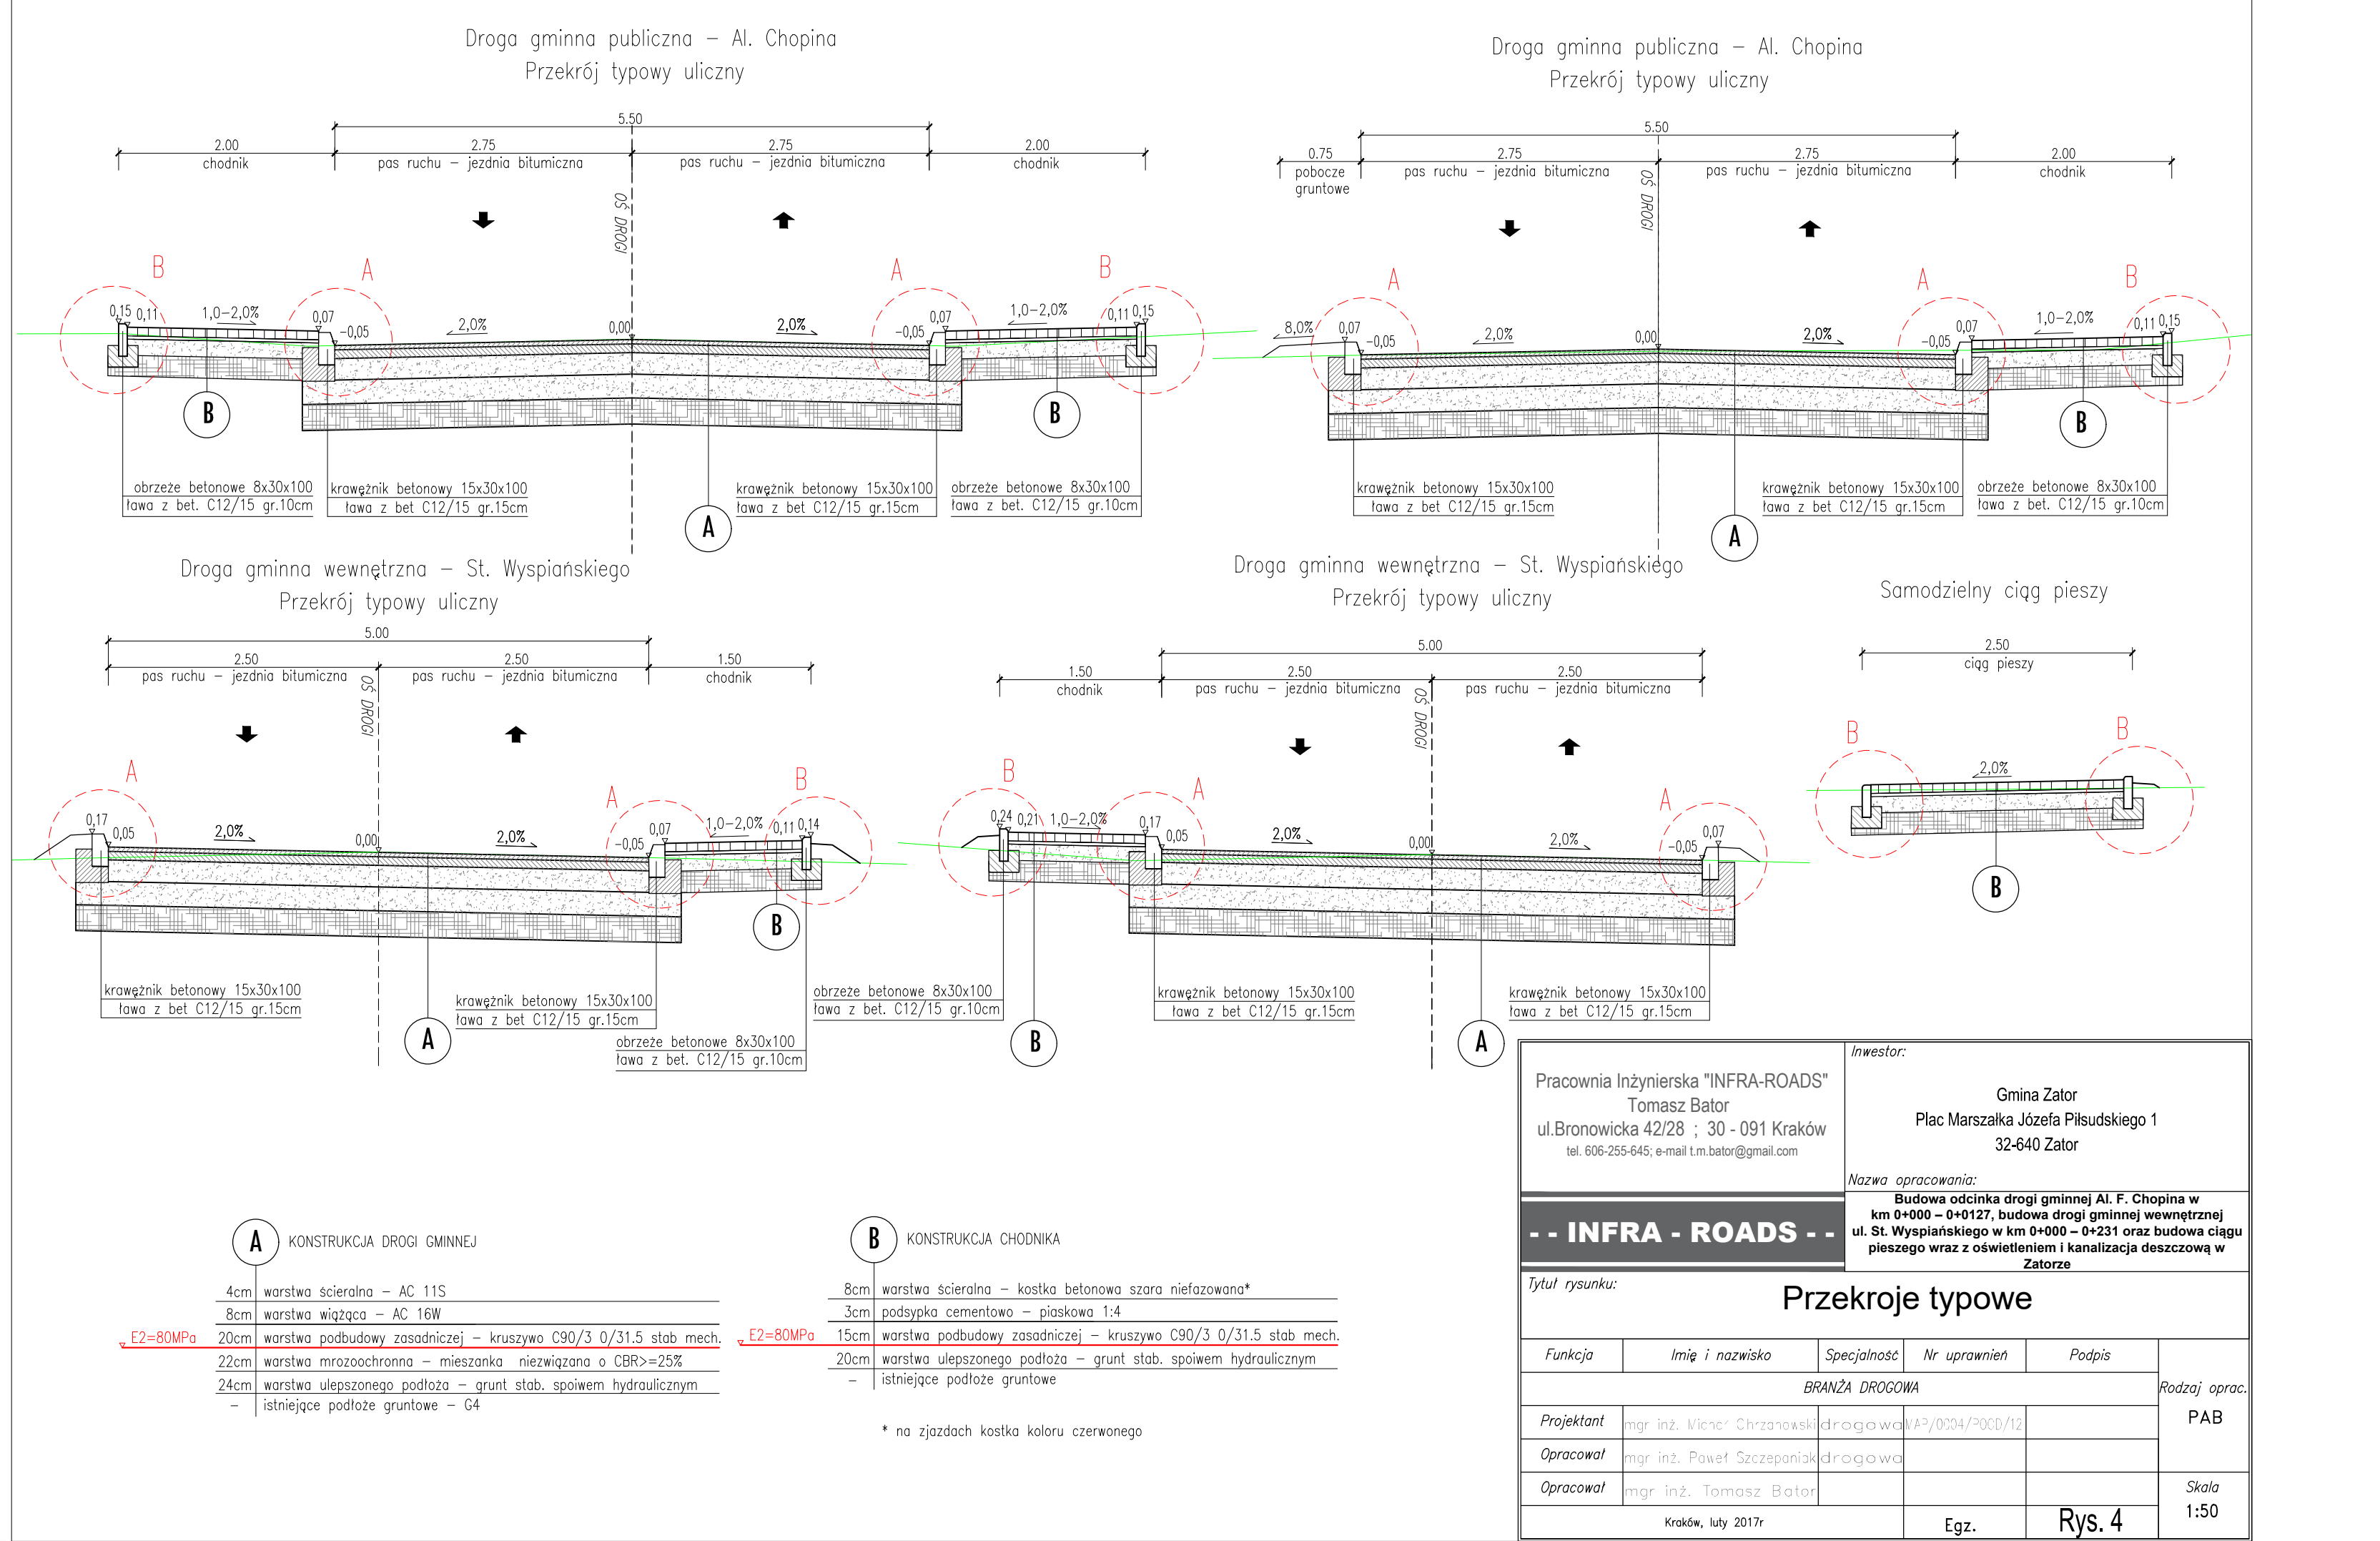 Droga gminna publiczna – Al. Chopina
Przekrój typowy uliczny
5.50
2.00
2.75
2.75
2.00
chodnik
pas ruchu – jezdnia bitumiczna
pas ruchu – jezdnia bitumiczna
chodnik
OŚ DROGI
B
A
A
B
0,15
0,11
1,0–2,0%
0,07
–0,05
2,0%
0,00
2,0%
–0,05
0,07
1,0–2,0%
0,11
0,15
B
B
obrzeże betonowe 8x30x100
ława z bet. C12/15 gr.10cm
krawężnik betonowy 15x30x100
ława z bet C12/15 gr.15cm
krawężnik betonowy 15x30x100
ława z bet C12/15 gr.15cm
obrzeże betonowe 8x30x100
ława z bet. C12/15 gr.10cm
A
Droga gminna publiczna – Al. Chopina
Przekrój typowy uliczny
5.50
0.75
2.75
2.75
2.00
pobocze
gruntowe
pas ruchu – jezdnia bitumiczna
pas ruchu – jezdnia bitumiczna
chodnik
OŚ DROGI
A
A
B
8,0%
0,07
–0,05
2,0%
0,00
2,0%
–0,05
0,07
1,0–2,0%
0,11
0,15
B
krawężnik betonowy 15x30x100
ława z bet C12/15 gr.15cm
krawężnik betonowy 15x30x100
ława z bet C12/15 gr.15cm
obrzeże betonowe 8x30x100
ława z bet. C12/15 gr.10cm
A
Droga gminna wewnętrzna – St. Wyspiańskiego
Przekrój typowy uliczny
5.00
2.50
2.50
1.50
pas ruchu – jezdnia bitumiczna
pas ruchu – jezdnia bitumiczna
chodnik
OŚ DROGI
A
A
B
0,17
0,05
2,0%
0,00
2,0%
–0,05
0,07
1,0–2,0%
0,11
0,14
B
krawężnik betonowy 15x30x100
ława z bet C12/15 gr.15cm
krawężnik betonowy 15x30x100
ława z bet C12/15 gr.15cm
A
obrzeże betonowe 8x30x100
ława z bet. C12/15 gr.10cm
Droga gminna wewnętrzna – St. Wyspiańskiego
Przekrój typowy uliczny
5.00
1.50
2.50
2.50
chodnik
pas ruchu – jezdnia bitumiczna
pas ruchu – jezdnia bitumiczna
OŚ DROGI
B
A
A
0,24
0,21
1,0–2,0%
0,17
0,05
2,0%
0,00
2,0%
–0,05
0,07
obrzeże betonowe 8x30x100
ława z bet. C12/15 gr.10cm
krawężnik betonowy 15x30x100
ława z bet C12/15 gr.15cm
krawężnik betonowy 15x30x100
ława z bet C12/15 gr.15cm
B
A
Samodzielny ciąg pieszy
2.50
ciąg pieszy
B
B
2,0%
B
A KONSTRUKCJA DROGI GMINNEJ
4cm warstwa ścieralna – AC 11S
8cm warstwa wiążąca – AC 16W
E2=80MPa 20cm warstwa podbudowy zasadniczej – kruszywo C90/3 0/31.5 stab mech.
22cm warstwa mrozoochronna – mieszanka niezwiązana o CBR>=25%
24cm warstwa ulepszonego podłoża – grunt stab. spoiwem hydraulicznym
– istniejące podłoże gruntowe – G4
B KONSTRUKCJA CHODNIKA
8cm warstwa ścieralna – kostka betonowa szara niefazowana*
3cm podsypka cementowo – piaskowa 1:4
E2=80MPa 15cm warstwa podbudowy zasadniczej – kruszywo C90/3 0/31.5 stab mech.
20cm warstwa ulepszonego podłoża – grunt stab. spoiwem hydraulicznym
– istniejące podłoże gruntowe
* na zjazdach kostka koloru czerwonego
Pracownia Inżynierska "INFRA-ROADS"
Tomasz Bator
ul.Bronowicka 42/28 ; 30 - 091 Kraków
tel. 606-255-645; e-mail t.m.bator@gmail.com
- - INFRA - ROADS - -
Inwestor:
Gmina Zator
Plac Marszałka Józefa Piłsudskiego 1
32-640 Zator
Nazwa opracowania:
Budowa odcinka drogi gminnej Al. F. Chopina w
km 0+000 – 0+0127, budowa drogi gminnej wewnętrznej
ul. St. Wyspiańskiego w km 0+000 – 0+231 oraz budowa ciągu
pieszego wraz z oświetleniem i kanalizacja deszczową w
Zatorze
Tytuł rysunku:
Przekroje typowe
Funkcja Imię i nazwisko Specjalność Nr uprawnień Podpis
BRANŻA DROGOWA
Rodzaj oprac.
PAB
Projektant mgr inż. Michał Chrzanowski drogowa MAP/0004/POOD/12
Opracował mgr inż. Paweł Szczepaniak drogowa
Opracował mgr inż. Tomasz Bator
Skala
1:50
Kraków, luty 2017r
Egz.
Rys. 4